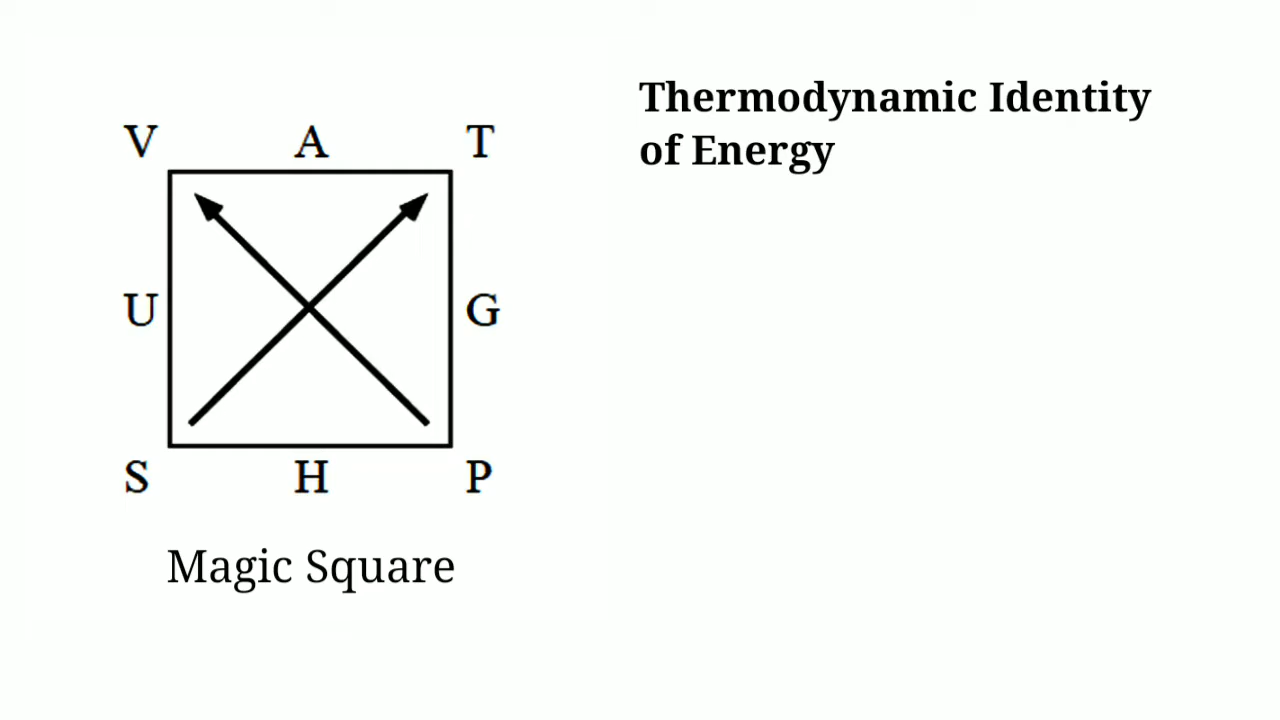 V A T
U G
S H P
Magic Square
Thermodynamic Identity
of Energy